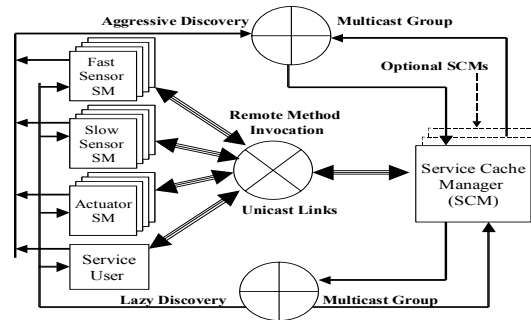 Aggressive Discovery Multicast Group
Fast
Sensor
SM
Optional SCMs
Remote Method
Invocation
Slow
Sensor
SM
Service Cache
Manager
(SCM)
Actuator
SM
Unicast Links
Service
User
Lazy Discovery Multicast Group